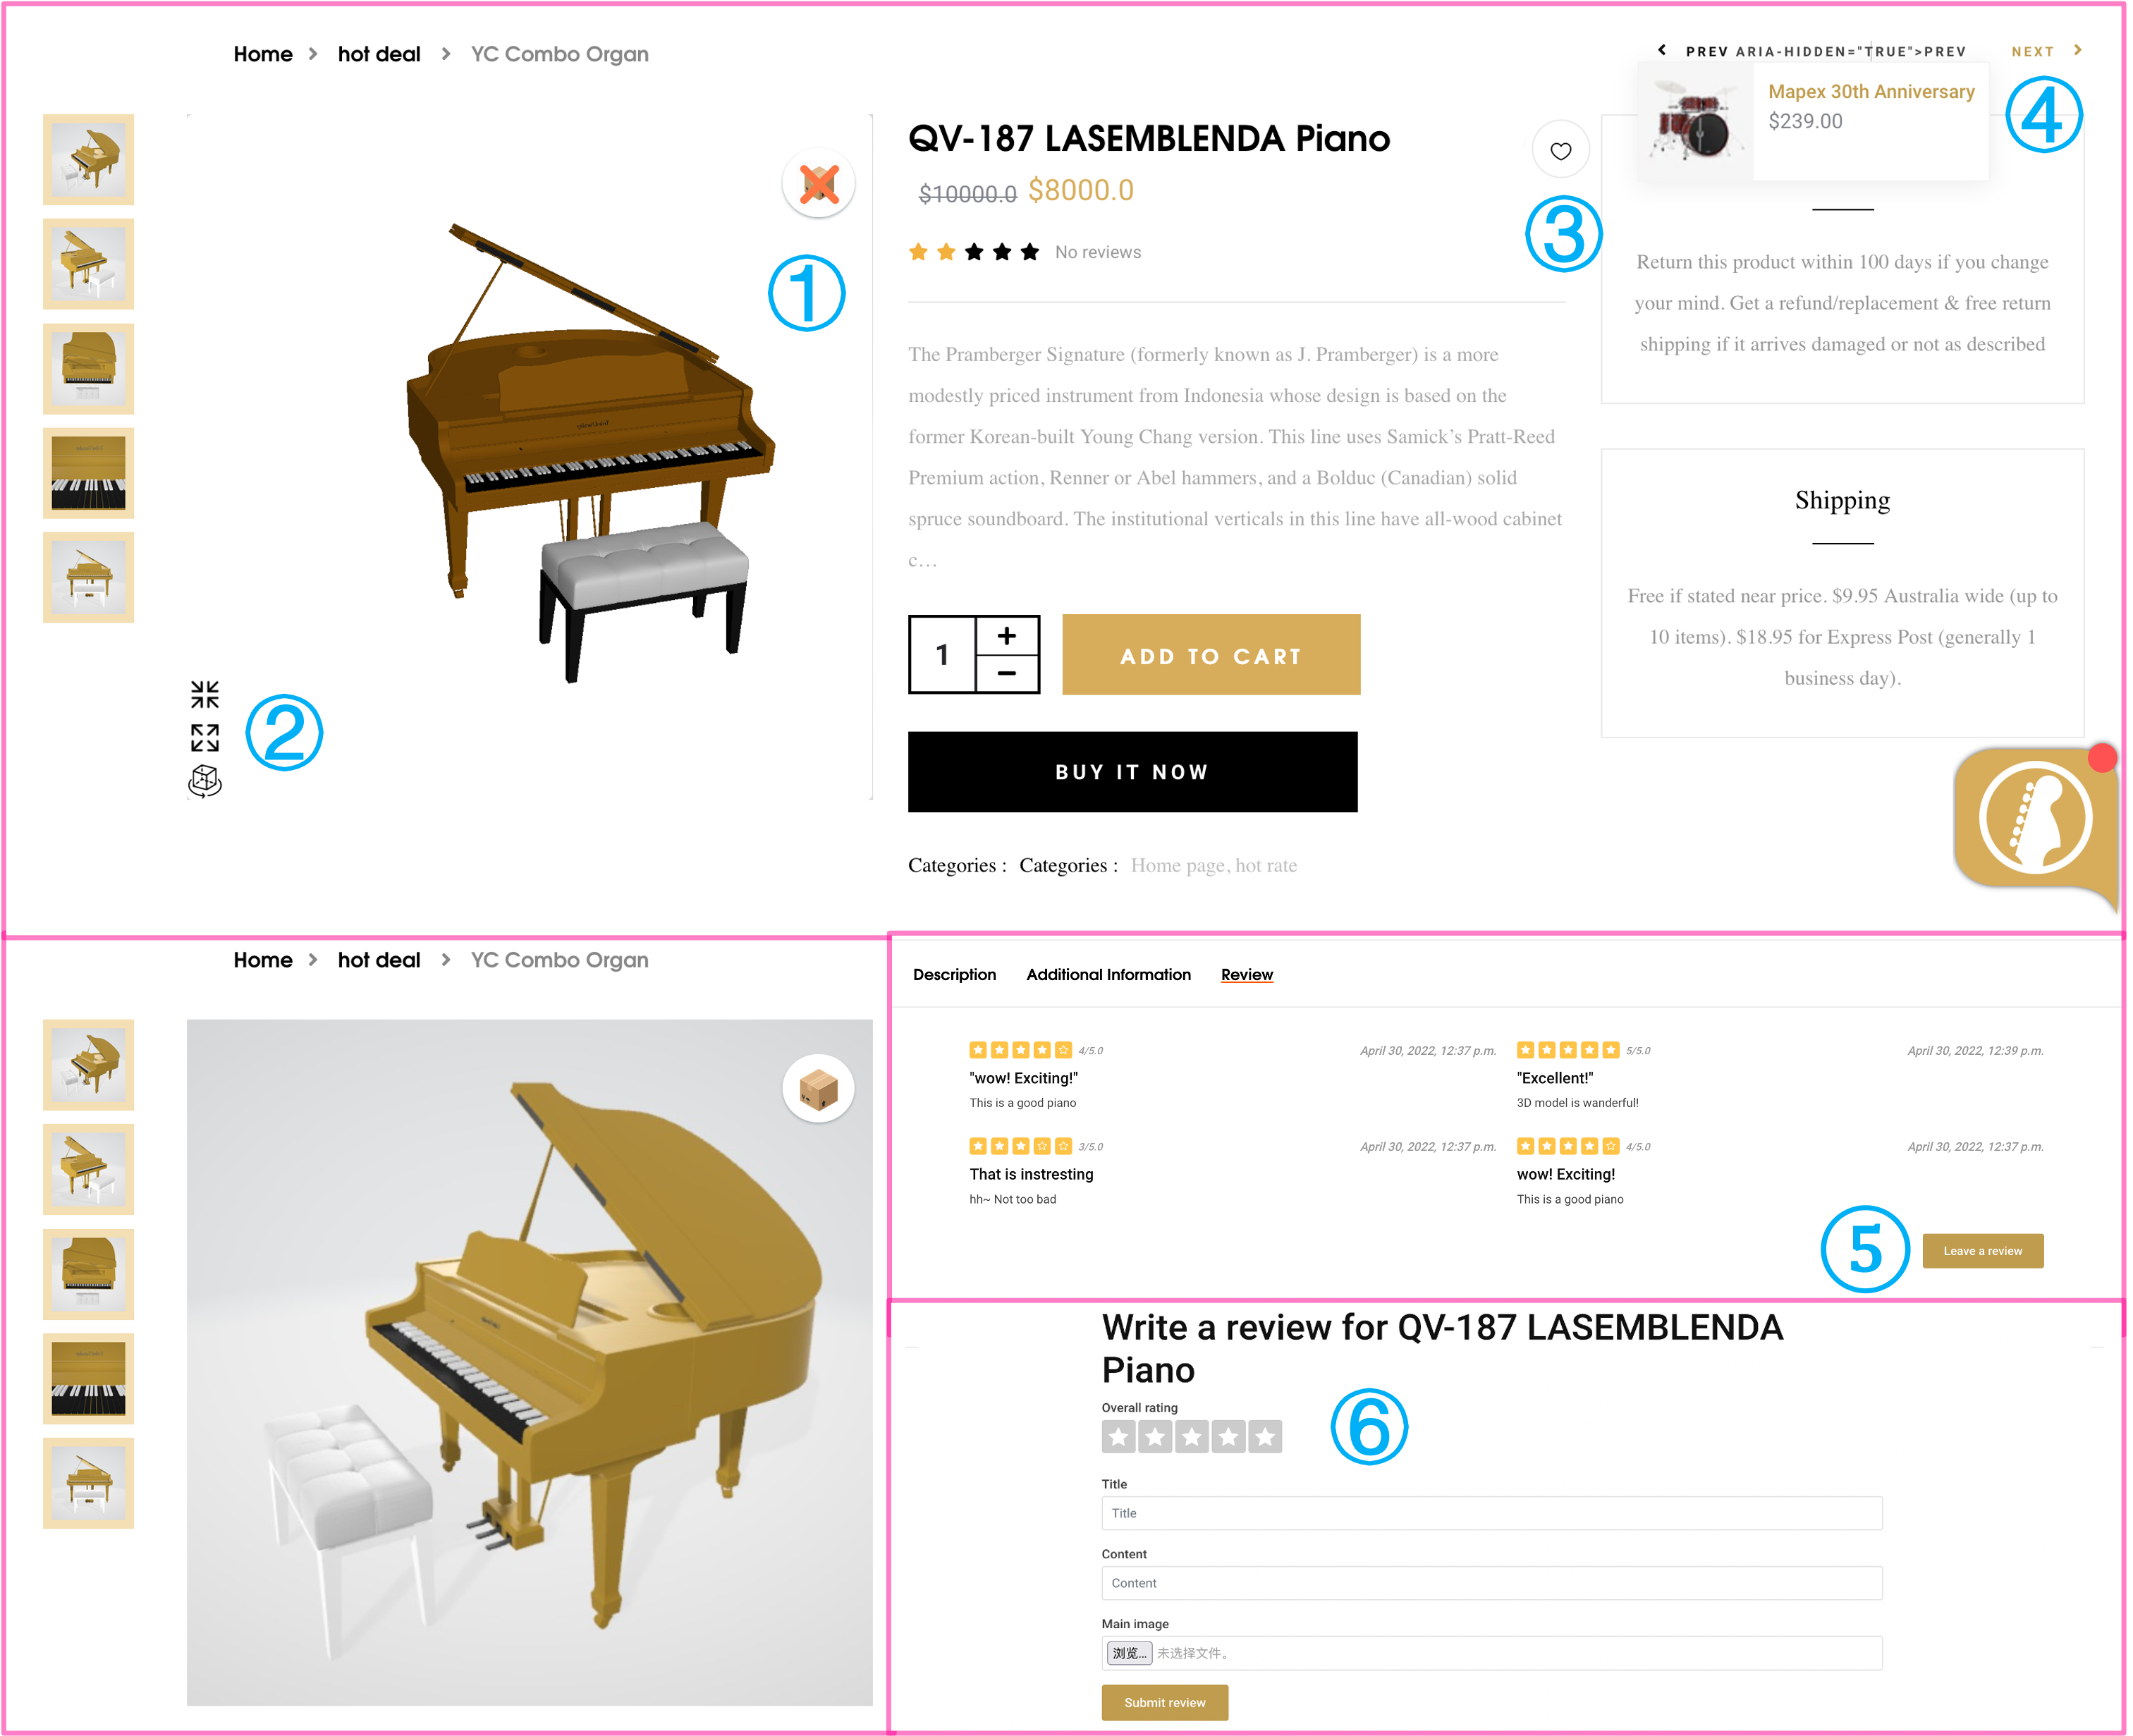 Home > hot deal > YC Combo Organ
PREV ARIA-HIDDEN="TRUE">PREV
NEXT
Mapex 30th Anniversary
$239.00
④
QV-187 LASEMBLENDA Piano
$10000.0 $8000.0
No reviews
①
③
The Pramberger Signature (formerly known as J. Pramberger) is a more
modestly priced instrument from Indonesia whose design is based on the
former Korean-built Young Chang version. This line uses Samick’s Pratt-Reed
Premium action, Renner or Abel hammers, and a Bolduc (Canadian) solid
spruce soundboard. The institutional verticals in this line have all-wood cabinet
c…
1
+
−
ADD TO CART
BUY IT NOW
Categories : Categories : Home page, hot rate
②
Return this product within 100 days if you change
your mind. Get a refund/replacement & free return
shipping if it arrives damaged or not as described
Shipping
Free if stated near price. $9.95 Australia wide (up to
10 items). $18.95 for Express Post (generally 1
business day).
Home > hot deal > YC Combo Organ
Description Additional Information Review
4/5.0 April 30, 2022, 12:37 p.m.
"wow! Exciting!"
This is a good piano
5/5.0 April 30, 2022, 12:39 p.m.
"Excellent!"
3D model is wanderful!
3/5.0 April 30, 2022, 12:37 p.m.
That is instresting
hh~ Not too bad
4/5.0 April 30, 2022, 12:37 p.m.
wow! Exciting!
This is a good piano
⑤
Leave a review
Write a review for QV-187 LASEMBLENDA
Piano
Overall rating
⑥
Title
Title
Content
Content
Main image
浏览... 未选择文件。
Submit review